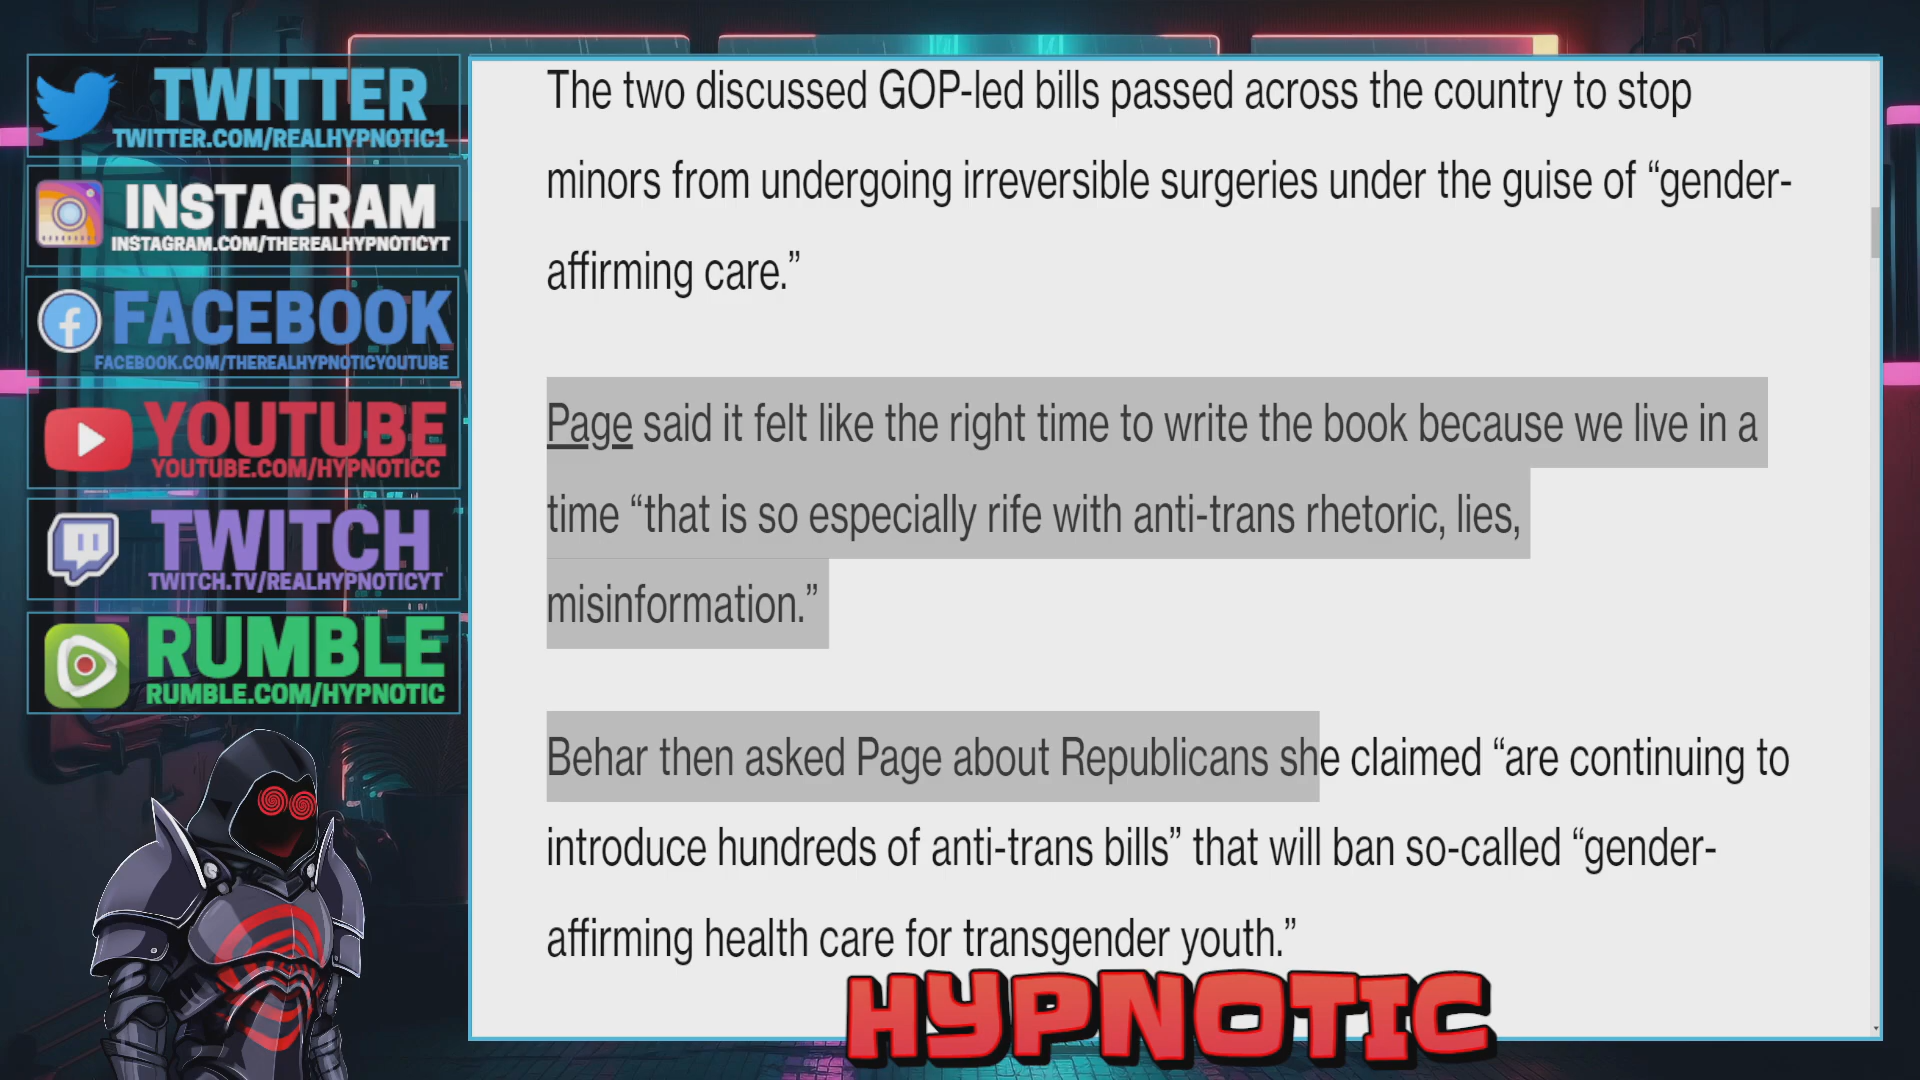 TWITTER
TWITTER.COM/REALHYPNOTIC1
INSTAGRAM
INSTAGRAM.COM/THEREALHYPNOTICYT
FACEBOOK
FACEBOOK.COM/THEREALHYPNOTICYOUTUBE
YOUTUBE
YOUTUBE.COM/HYPNOTICC
TWITCH
TWITCH.TV/REALHYPNOTICYT
RUMBLE
RUMBLE.COM/HYPNOTIC
The two discussed GOP-led bills passed across the country to stop
minors from undergoing irreversible surgeries under the guise of “gender-
affirming care.”
Page said it felt like the right time to write the book because we live in a
time “that is so especially rife with anti-trans rhetoric, lies,
misinformation.”
Behar then asked Page about Republicans she claimed “are continuing to
introduce hundreds of anti-trans bills” that will ban so-called “gender-
affirming health care for transgender youth.”
HYPNOTIC